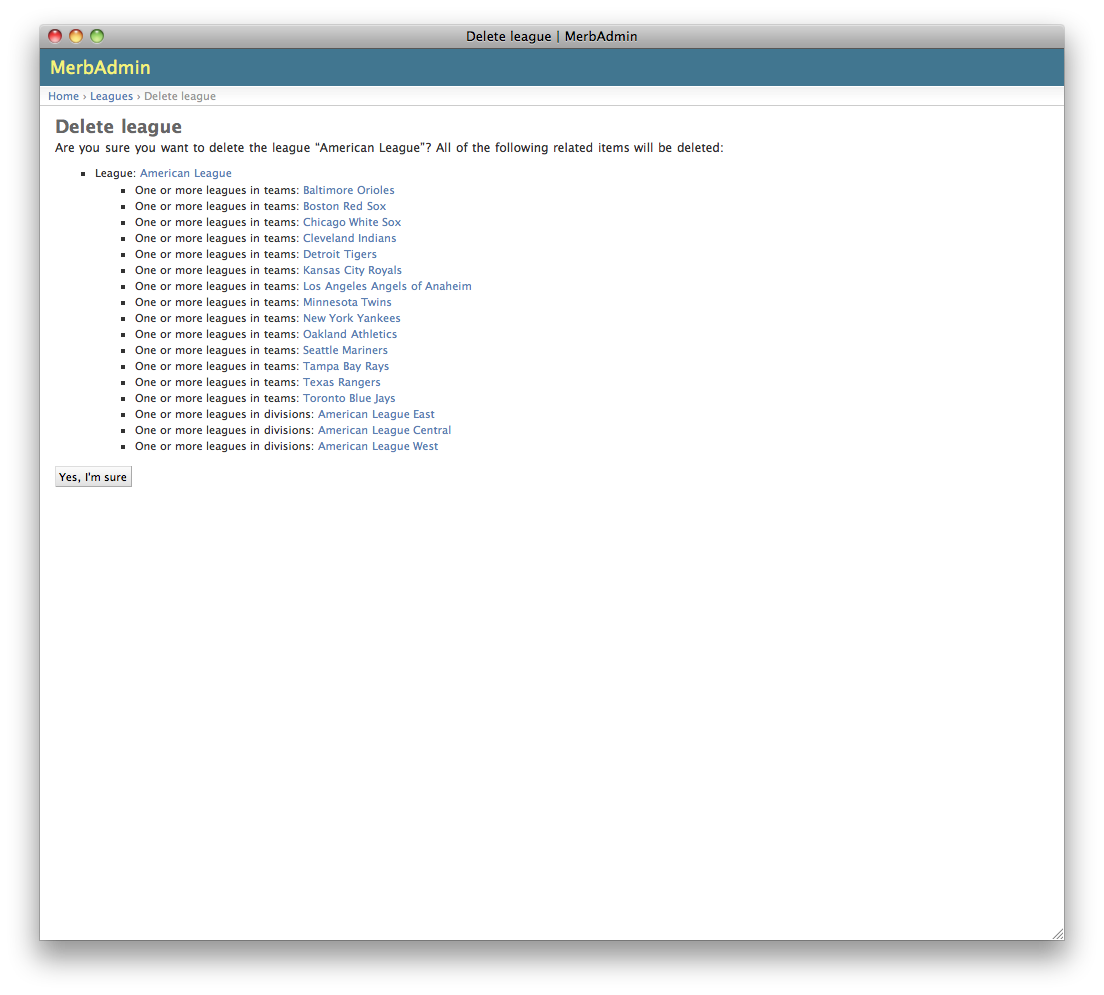 Delete league | MerbAdmin
MerbAdmin
Home › Leagues › Delete league
Delete league
Are you sure you want to delete the league “American League”? All of the following related items will be deleted:
League: American League
One or more leagues in teams: Baltimore Orioles
One or more leagues in teams: Boston Red Sox
One or more leagues in teams: Chicago White Sox
One or more leagues in teams: Cleveland Indians
One or more leagues in teams: Detroit Tigers
One or more leagues in teams: Kansas City Royals
One or more leagues in teams: Los Angeles Angels of Anaheim
One or more leagues in teams: Minnesota Twins
One or more leagues in teams: New York Yankees
One or more leagues in teams: Oakland Athletics
One or more leagues in teams: Seattle Mariners
One or more leagues in teams: Tampa Bay Rays
One or more leagues in teams: Texas Rangers
One or more leagues in teams: Toronto Blue Jays
One or more leagues in divisions: American League East
One or more leagues in divisions: American League Central
One or more leagues in divisions: American League West
Yes, I'm sure